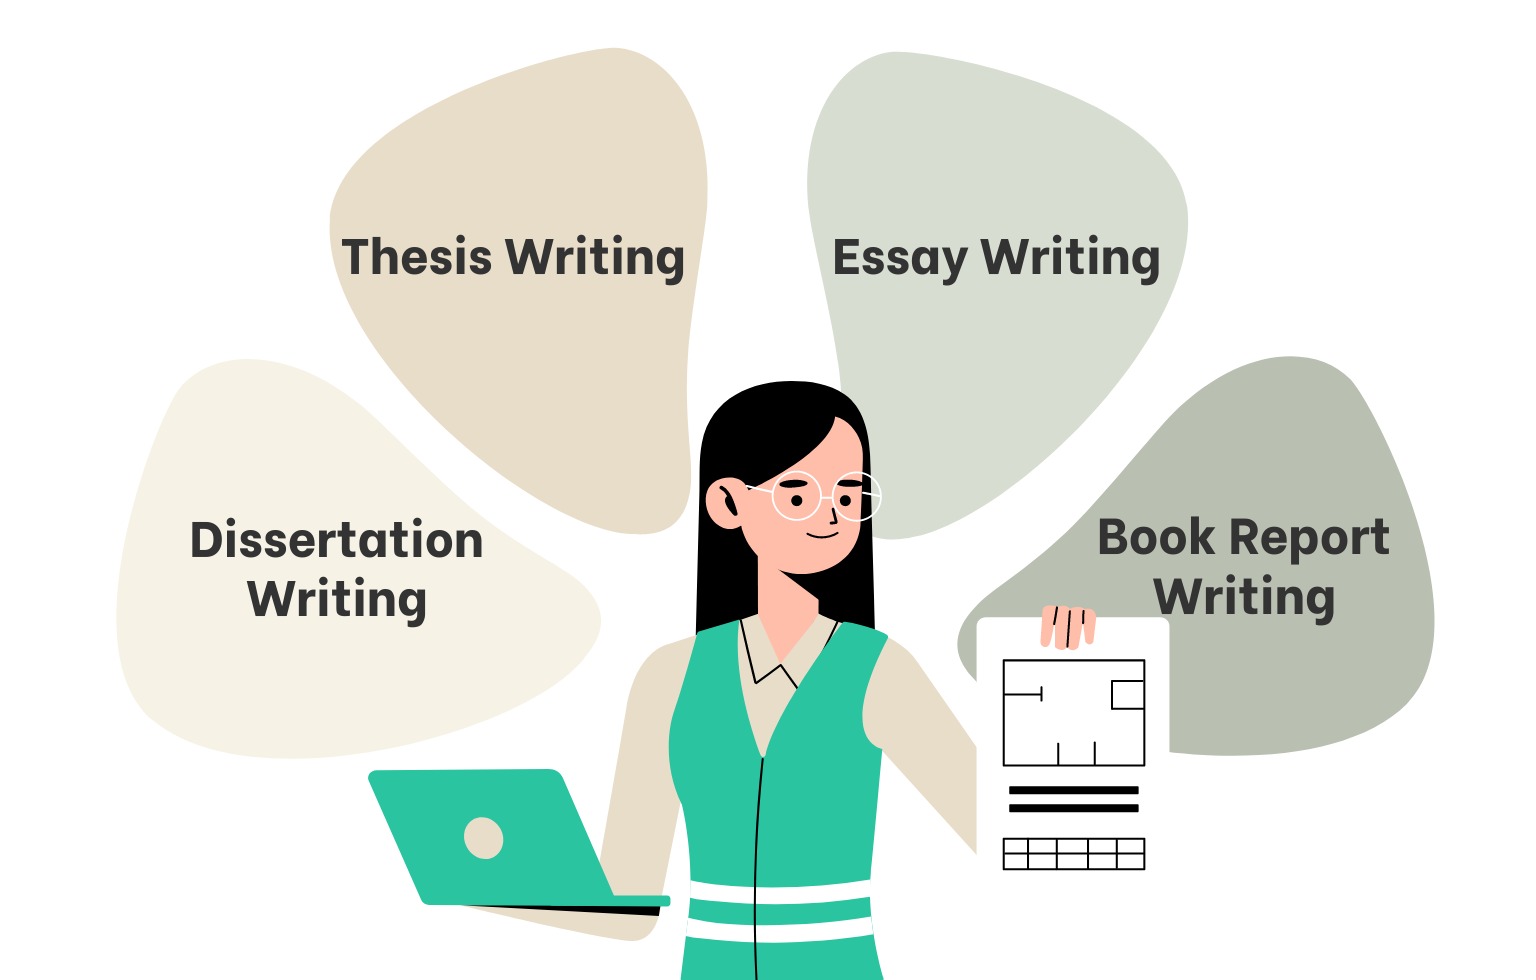 Thesis Writing
Essay Writing
Dissertation
Writing
Book Report
Writing